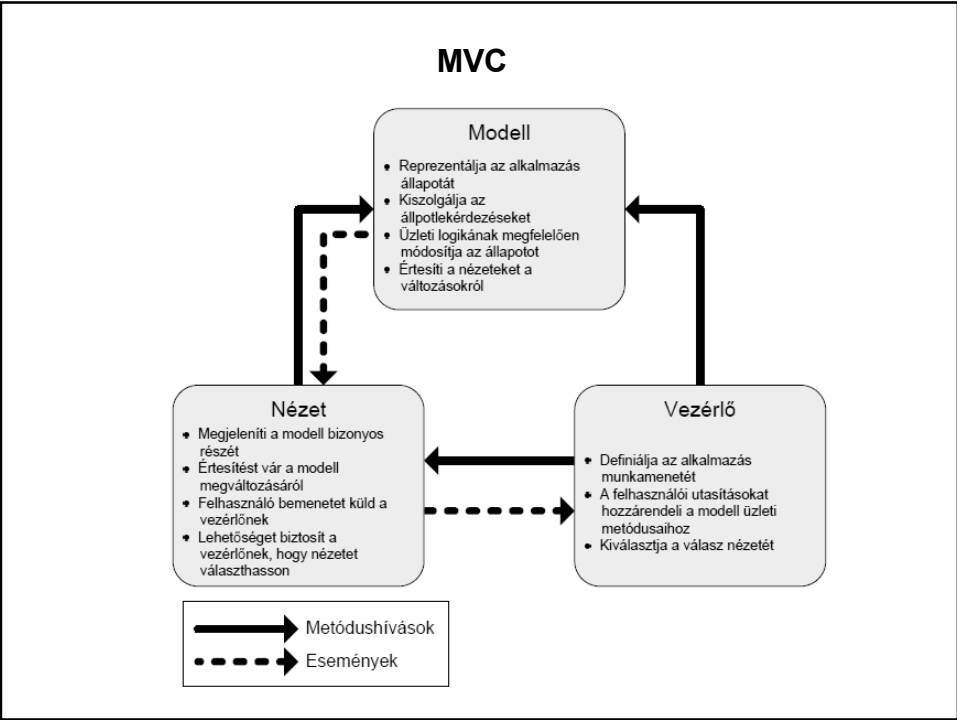 MVC
Modell
• Reprezentálja az alkalmazás
állapotát
• Kiszolgálja az
állpotlekérdezéseket
• Üzleti logikának megfelelően
módosítja az állapotot
• Értesíti a nézeteket a
változásokról
Nézet
• Megjeleníti a modell bizonyos
részét
• Értesítést vár a modell
megváltozásáról
• Felhasználó bemenetet küld a
vezérlőnek
• Lehetőséget biztosít a
vezérlőnek, hogy nézetet
választhasson
Vezérlő
• Definiálja az alkalmazás
munkamenetét
• A felhasználói utasításokat
hozzárendeli a modell üzleti
metódusaihoz
• Kiválasztja a válasz nézetét
Metódushívások
Események